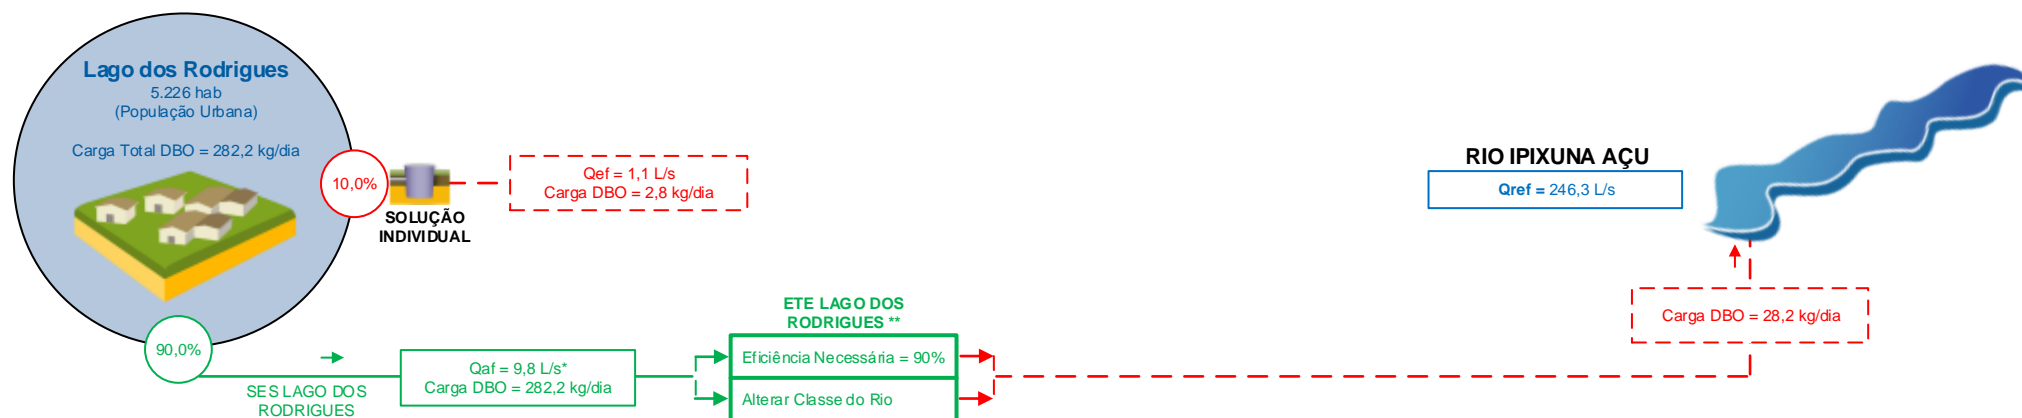 Lago dos Rodrigues
5.226 hab
(População Urbana)
Carga Total DBO = 282,2 kg/dia
10,0%
SOLUÇÃO
INDIVIDUAL
Qef = 1,1 L/s
Carga DBO = 2,8 kg/dia
RIO IPIXUNA AÇU
Qref = 246,3 L/s
Carga DBO = 28,2 kg/dia
90,0%
SES LAGO DOS
RODRIGUES
Qaf = 9,8 L/s*
Carga DBO = 282,2 kg/dia
ETE LAGO DOS
RODRIGUES **
Eficiência Necessária = 90%
Alterar Classe do Rio